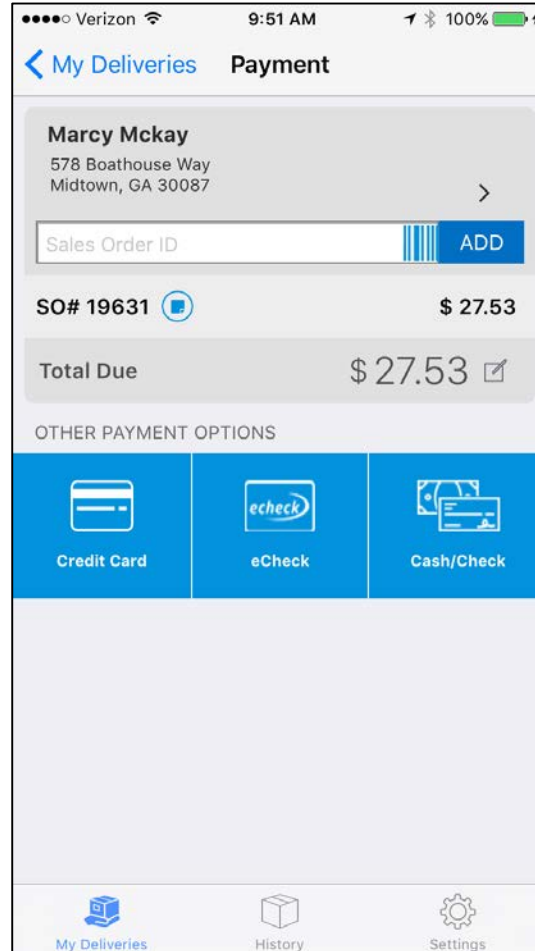 Verizon 9:51 AM 100%
My Deliveries Payment
Marcy Mckay
578 Boathouse Way
Midtown, GA 30087
Sales Order ID ADD
SO# 19631 $ 27.53
Total Due $ 27.53
OTHER PAYMENT OPTIONS
echeck
Credit Card eCheck Cash/Check
My Deliveries History Settings